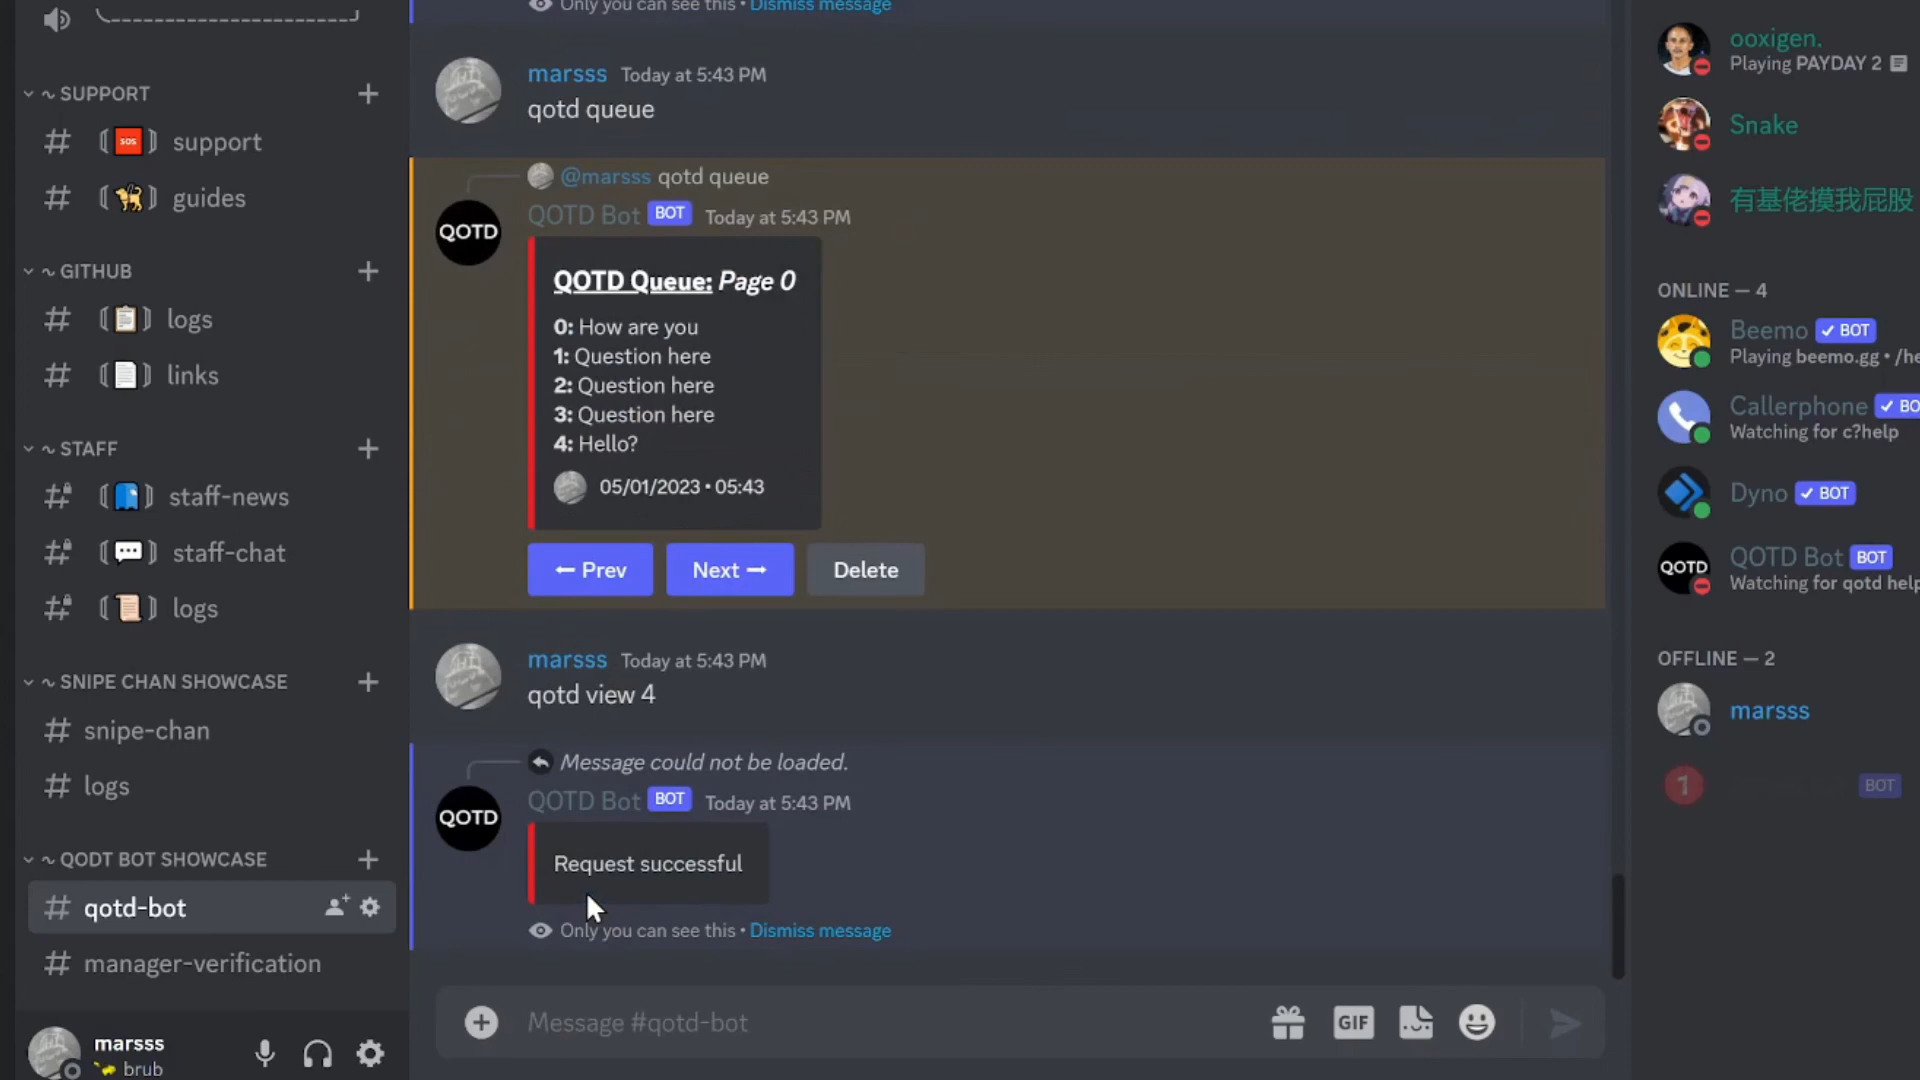 ~ SUPPORT
support
guides
~ GITHUB
logs
links
~ STAFF
staff-news
staff-chat
logs
~ SNIPE CHAN SHOWCASE
snipe-chan
logs
~ QODT BOT SHOWCASE
qotd-bot
manager-verification
marsss
brub
Only you can see this • Dismiss message
marsss Today at 5:43 PM
qotd queue
@marsss qotd queue
QOTD
QOTD Bot BOT Today at 5:43 PM
QOTD Queue: Page 0
0: How are you
1: Question here
2: Question here
3: Question here
4: Hello?
05/01/2023 • 05:43
← Prev
Next →
Delete
marsss Today at 5:43 PM
qotd view 4
Message could not be loaded.
QOTD
QOTD Bot BOT Today at 5:43 PM
Request successful
Only you can see this • Dismiss message
Message #qotd-bot
GIF
ooxigen.
Playing PAYDAY 2
Snake
有基佬摸我屁股
ONLINE — 4
Beemo ✓ BOT
Playing beemo.gg • /he
Callerphone ✓ BO
Watching for c?help
Dyno ✓ BOT
QOTD
QOTD Bot BOT
Watching for qotd help
OFFLINE — 2
marsss
1
BOT